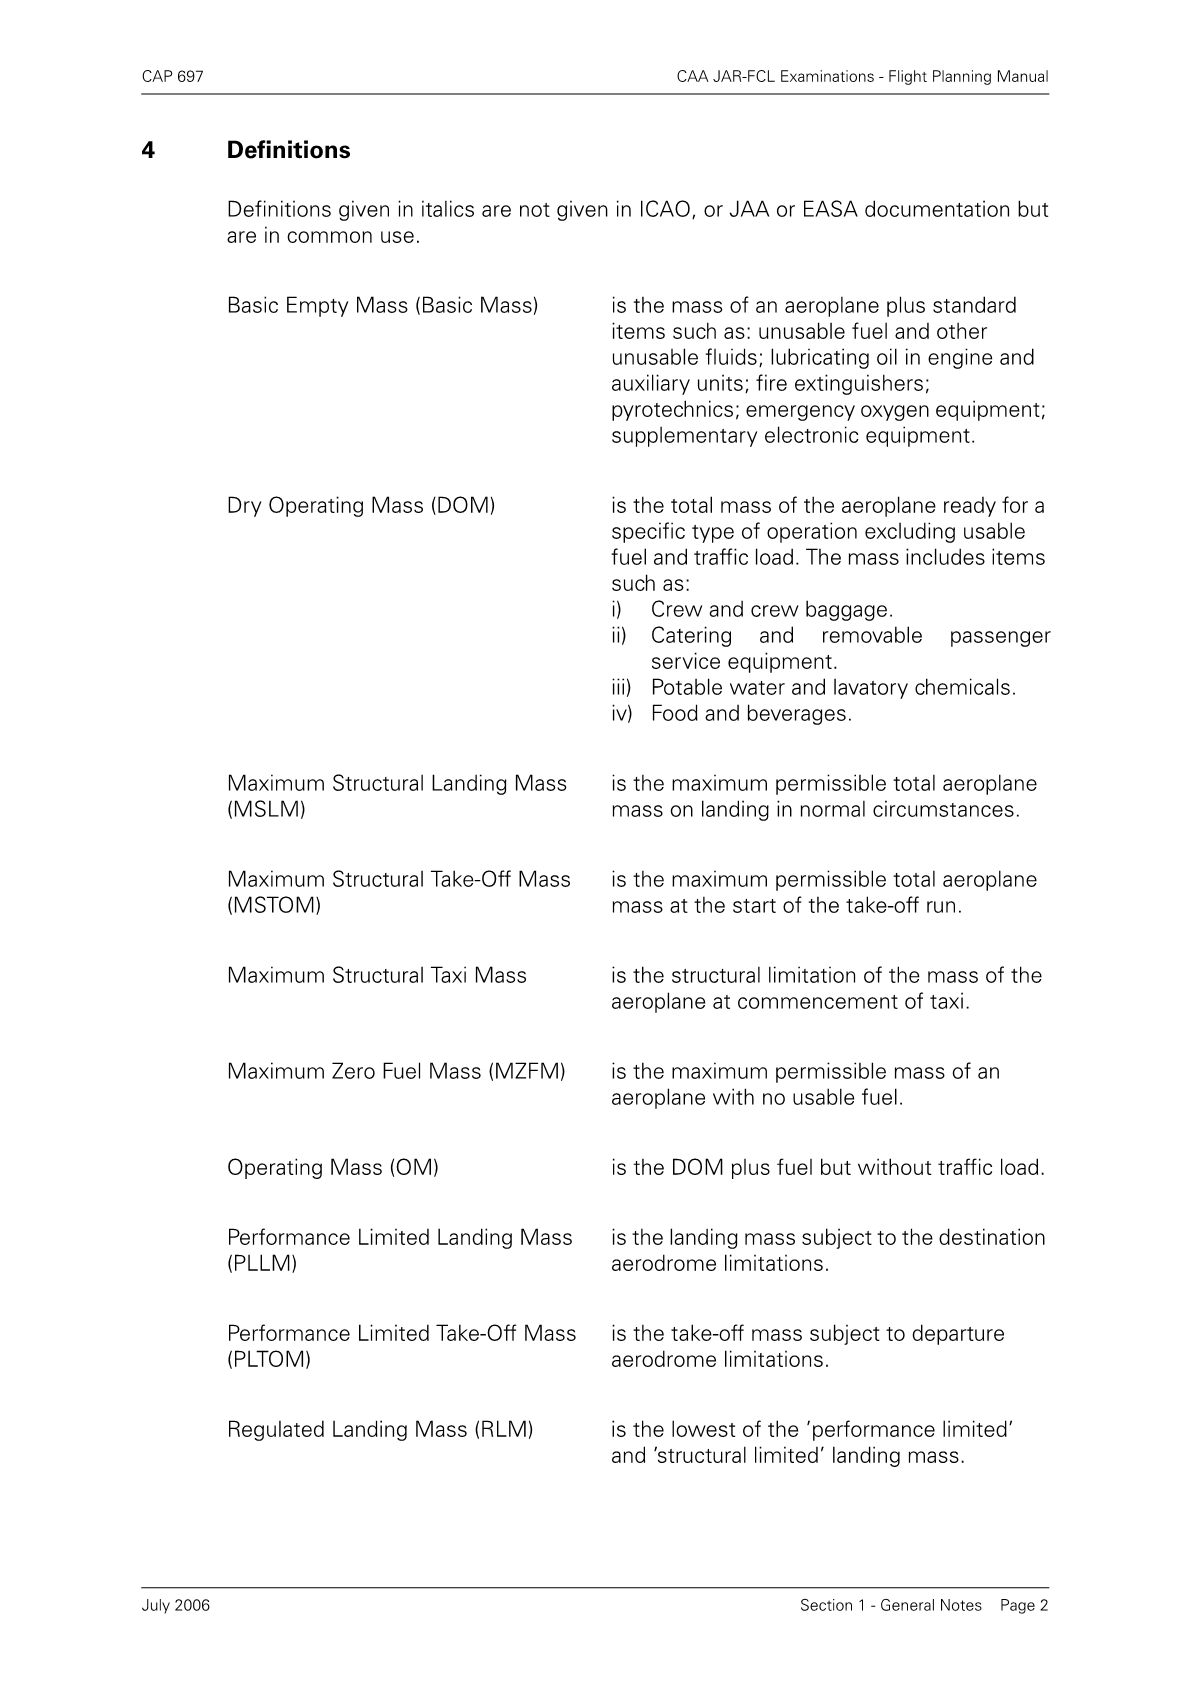 CAP 697
CAA JAR-FCL Examinations - Flight Planning Manual
4 Definitions
Definitions given in italics are not given in ICAO, or JAA or EASA documentation but
are in common use.
Basic Empty Mass (Basic Mass)
is the mass of an aeroplane plus standard
items such as: unusable fuel and other
unusable fluids; lubricating oil in engine and
auxiliary units; fire extinguishers;
pyrotechnics; emergency oxygen equipment;
supplementary electronic equipment.
Dry Operating Mass (DOM)
is the total mass of the aeroplane ready for a
specific type of operation excluding usable
fuel and traffic load. The mass includes items
such as:
i) Crew and crew baggage.
ii) Catering and removable passenger
service equipment.
iii) Potable water and lavatory chemicals.
iv) Food and beverages.
Maximum Structural Landing Mass
(MSLM)
is the maximum permissible total aeroplane
mass on landing in normal circumstances.
Maximum Structural Take-Off Mass
(MSTOM)
is the maximum permissible total aeroplane
mass at the start of the take-off run.
Maximum Structural Taxi Mass
is the structural limitation of the mass of the
aeroplane at commencement of taxi.
Maximum Zero Fuel Mass (MZFM)
is the maximum permissible mass of an
aeroplane with no usable fuel.
Operating Mass (OM)
is the DOM plus fuel but without traffic load.
Performance Limited Landing Mass
(PLLM)
is the landing mass subject to the destination
aerodrome limitations.
Performance Limited Take-Off Mass
(PLTOM)
is the take-off mass subject to departure
aerodrome limitations.
Regulated Landing Mass (RLM)
is the lowest of the ’performance limited’
and ’structural limited’ landing mass.
July 2006
Section 1 - General Notes Page 2